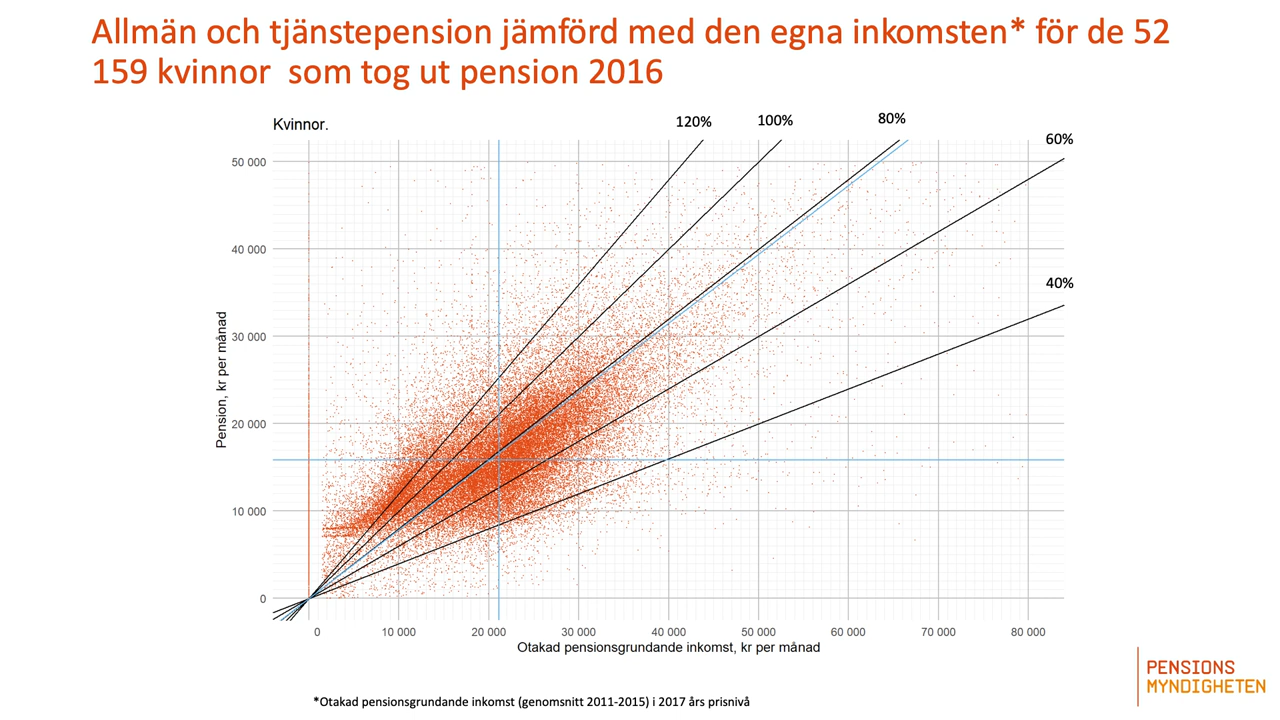 Allmän och tjänstepension jämförd med den egna inkomsten* för de 52
159 kvinnor  som tog ut pension 2016
Kvinnor.
120%
100%
80%
60%
40%
50 000
40 000
30 000
20 000
10 000
0
Pension, kr per månad
0
10 000
20 000
30 000
40 000
50 000
60 000
70 000
80 000
Otakad pensionsgrundande inkomst, kr per månad
*Otakad pensionsgrundande inkomst (genomsnitt 2011-2015) i 2017 års prisnivå
PENSIONS
MYNDIGHETEN